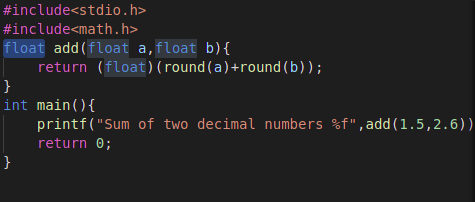 #include<stdio.h>
#include<math.h>
float add(float a,float b){
    return (float)(round(a)+round(b));
}
int main(){
    printf("Sum of two decimal numbers %f",add(1.5,2.6))
    return 0;
}